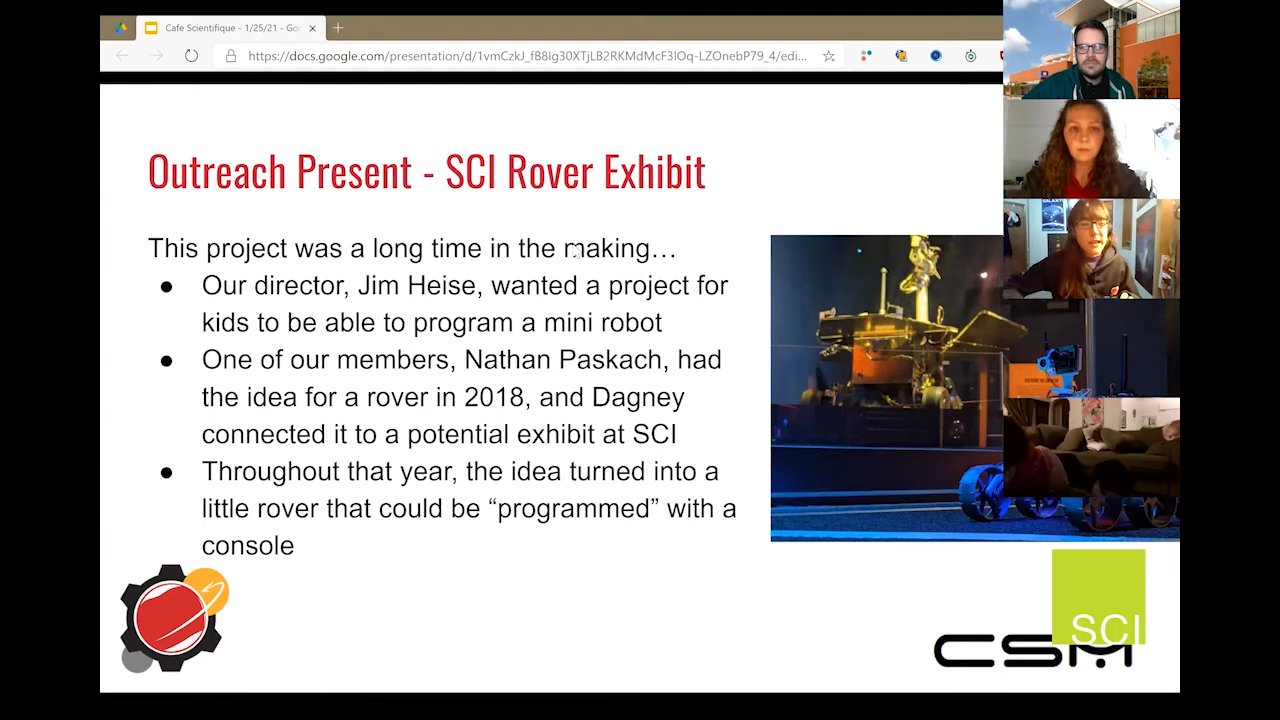 Cafe Scientifique - 1/25/21 - Goo
https://docs.google.com/presentation/d/1vmCzkJ_fB8Ig30XTjLB2RKMdMcF3lOq-LZOnebP79_4/edi...
Outreach Present - SCI Rover Exhibit
This project was a long time in the making…
● Our director, Jim Heise, wanted a project for
kids to be able to program a mini robot
● One of our members, Nathan Paskach, had
the idea for a rover in 2018, and Dagney
connected it to a potential exhibit at SCI
● Throughout that year, the idea turned into a
little rover that could be “programmed” with a
console
SCI
CSM